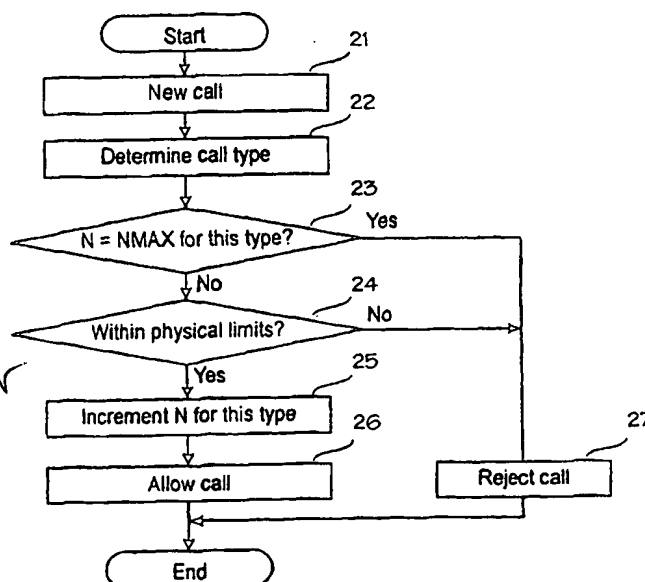 Start
21
New call
22
Determine call type
23
N = NMAX for this type?
Yes
No
24
Within physical limits?
No
Yes
25
Increment N for this type
26
Allow call
27
Reject call
End